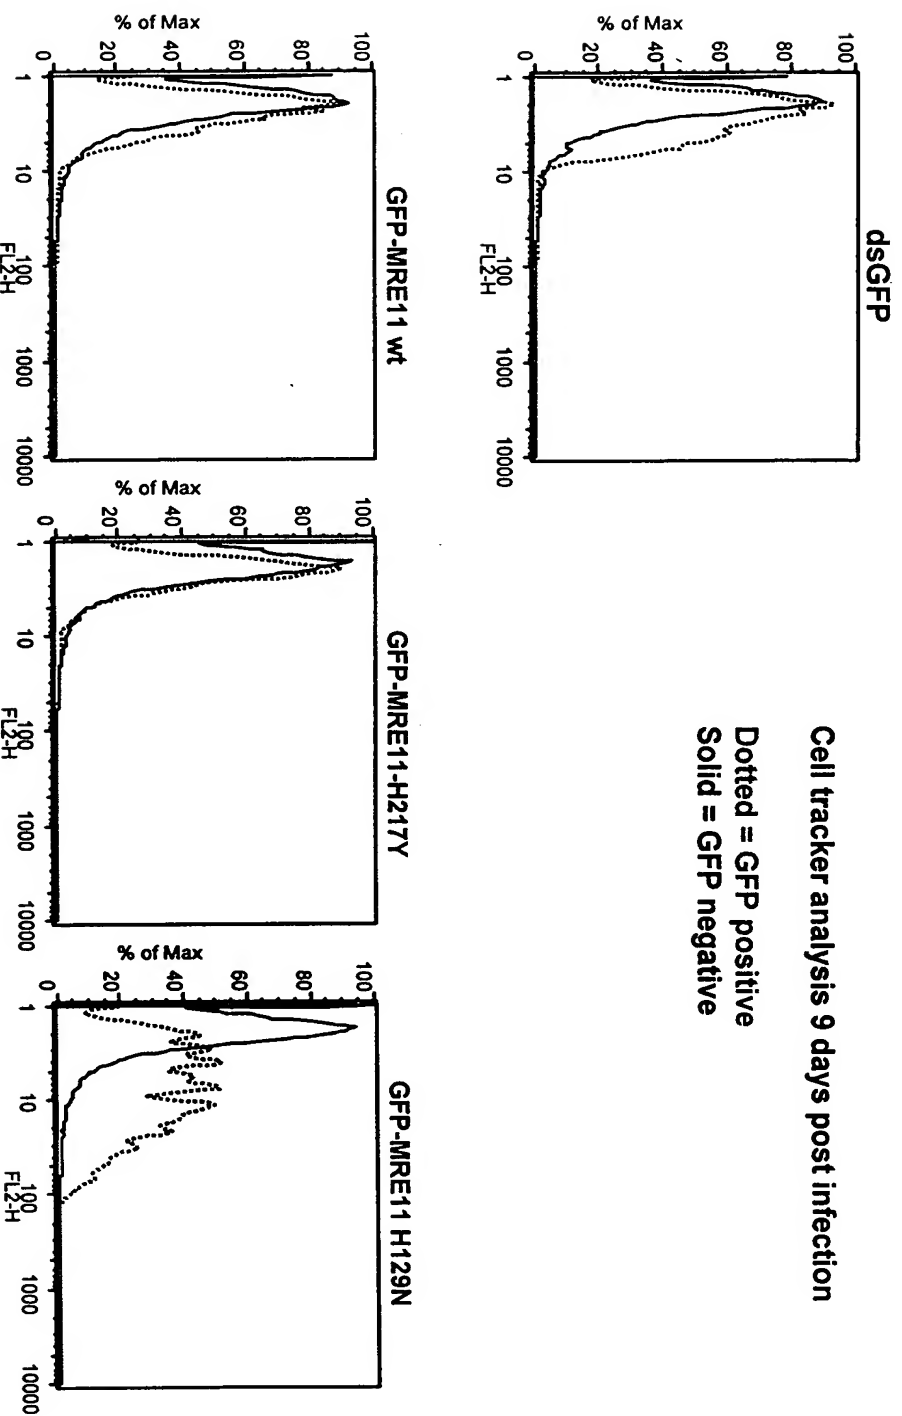 Cell tracker analysis 9 days post infection
Dotted = GFP positive
Solid = GFP negative
dsGFP
% of Max
100
80
60
40
20
0
1
10
100
1000
10000
FL2-H
GFP-MRE11 wt
% of Max
100
80
60
40
20
0
1
10
100
1000
10000
FL2-H
GFP-MRE11-H217Y
% of Max
100
80
60
40
20
0
1
10
100
1000
10000
FL2-H
GFP-MRE11 H129N
% of Max
100
80
60
40
20
0
1
10
100
1000
10000
FL2-H